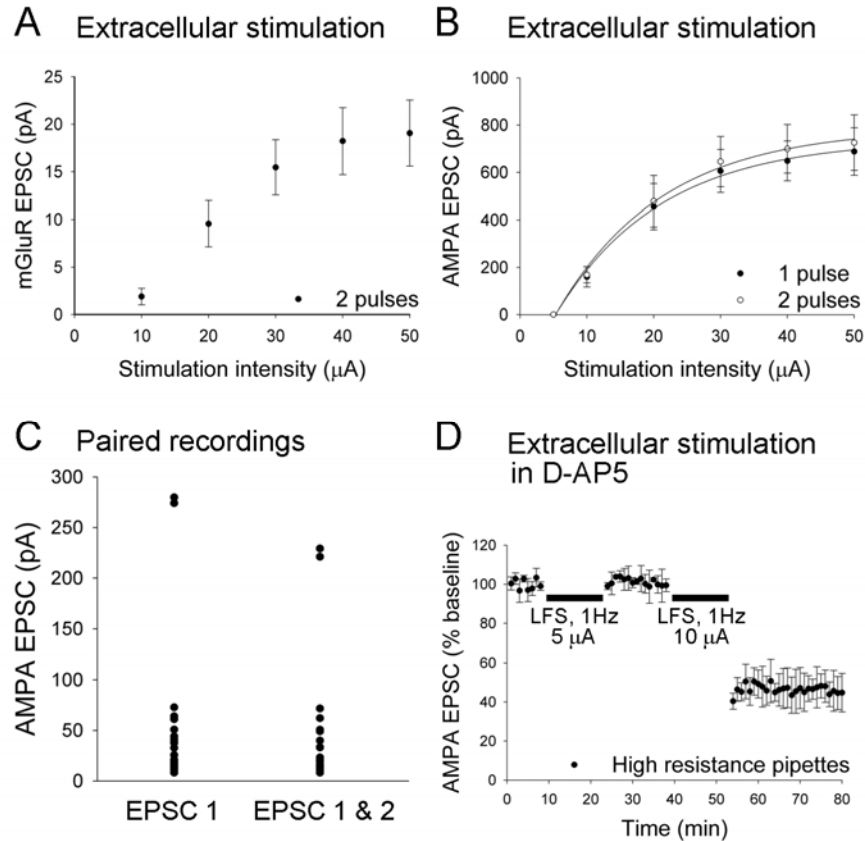 A Extracellular stimulation
25
20
15
10
5
0
mGluR EPSC (pA)
2 pulses
10 20 30 40 50
Stimulation intensity (μA)
B Extracellular stimulation
1000
800
600
400
200
0
AMPA EPSC (pA)
1 pulse
2 pulses
0 10 20 30 40 50
Stimulation intensity (μA)
C Paired recordings
300
250
200
150
100
50
0
AMPA EPSC (pA)
EPSC 1 EPSC 1 & 2
D Extracellular stimulation
in D-AP5
120
100
80
60
40
20
0
AMPA EPSC (% baseline)
LFS, 1Hz
5 μA
LFS, 1Hz
10 μA
High resistance pipettes
0 10 20 30 40 50 60 70 80
Time (min)